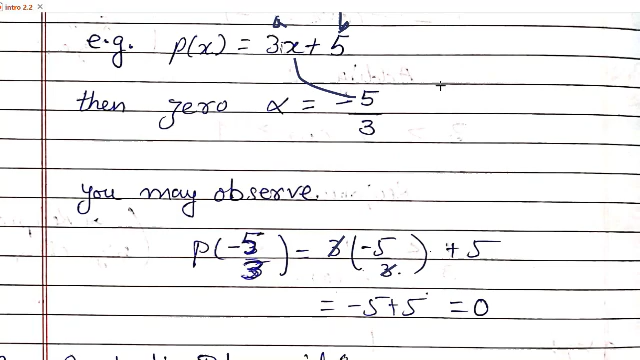 intro 2.2
a b
e.g. p(x) = 3x + 5
then zero α = -5/3
you may observe.
P(-5/3) = 3(-5/3) + 5
= -5+5 = 0